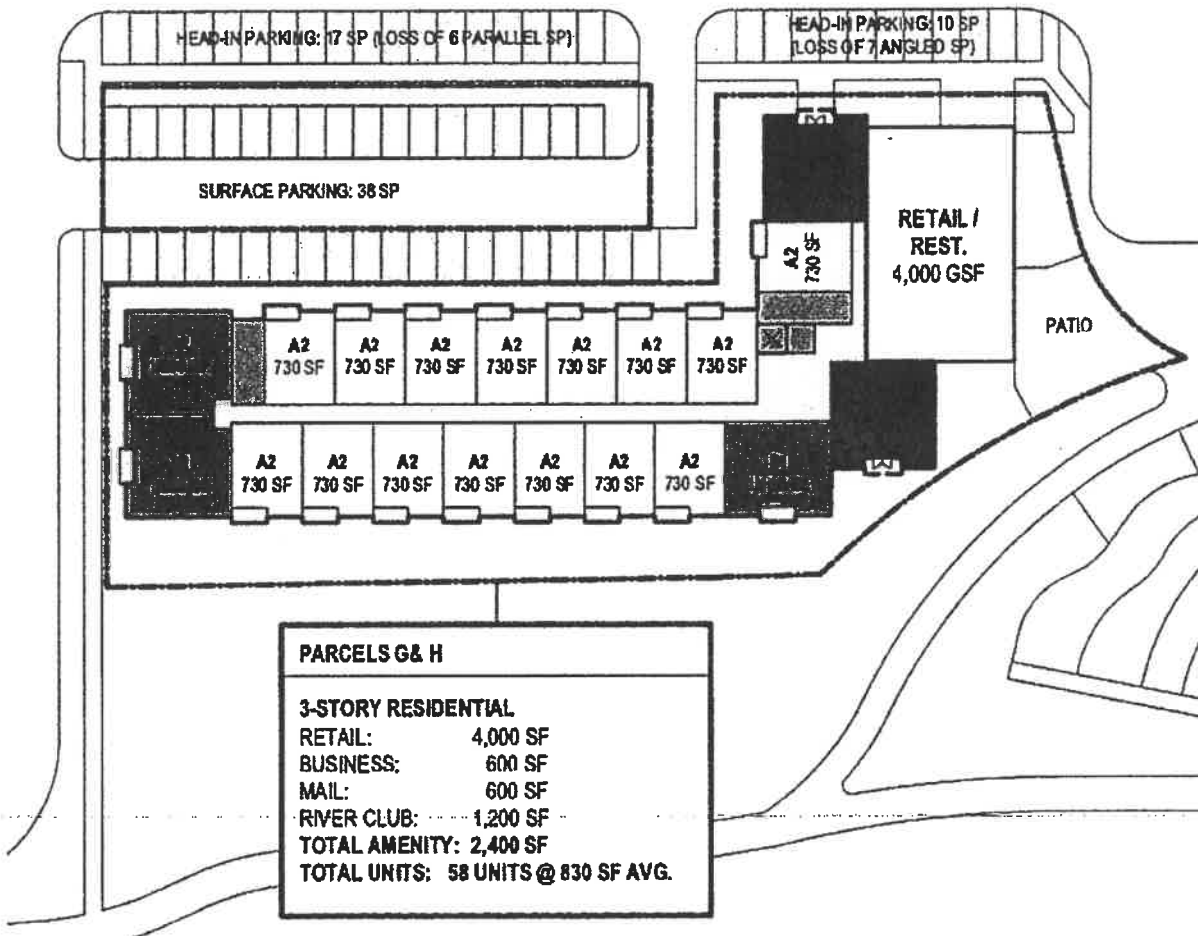 HEAD-IN PARKING: 17 SP (LOSS OF 6 PARALLEL SP)
HEAD-IN PARKING: 10 SP
(LOSS OF 7 ANGLED SP)
SURFACE PARKING: 38 SP
RETAIL /
REST.
4,000 GSF
A2
730 SF
PATIO
A2
730 SF
A2
730 SF
A2
730 SF
A2
730 SF
A2
730 SF
A2
730 SF
A2
730 SF
A2
730 SF
A2
730 SF
A2
730 SF
A2
730 SF
A2
730 SF
A2
730 SF
A2
730 SF
PARCELS G& H
3-STORY RESIDENTIAL
RETAIL: 4,000 SF
BUSINESS: 600 SF
MAIL: 600 SF
RIVER CLUB: 1,200 SF
TOTAL AMENITY: 2,400 SF
TOTAL UNITS: 58 UNITS @ 830 SF AVG.